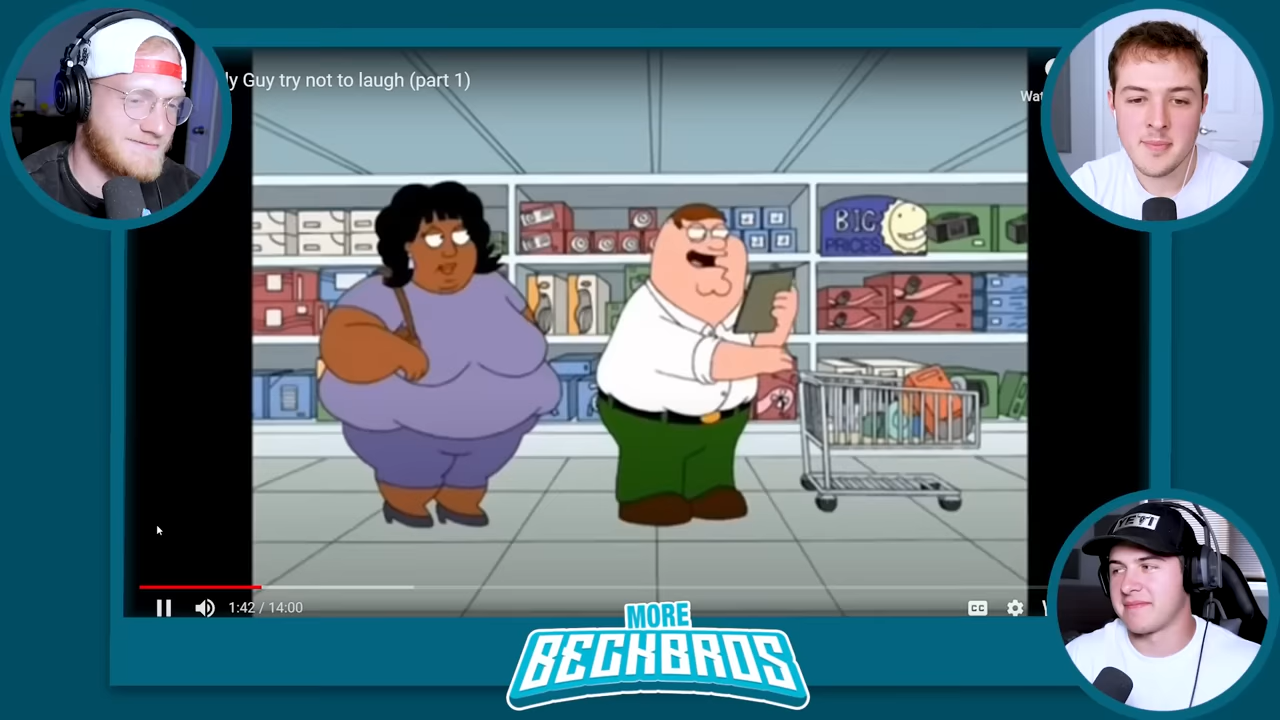 ly Guy try not to laugh (part 1)
Wat
BIG
PRICES
YETI
1:42 / 14:00
CC
MORE
BECKBROS